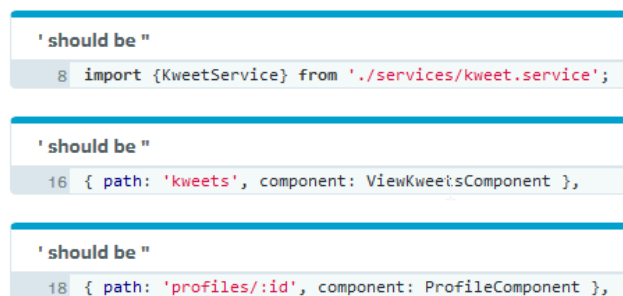 ' should be "
8 import {KweetService} from './services/kweet.service';
' should be "
16 { path: 'kweets', component: ViewKweetsComponent },
' should be "
18 { path: 'profiles/:id', component: ProfileComponent },